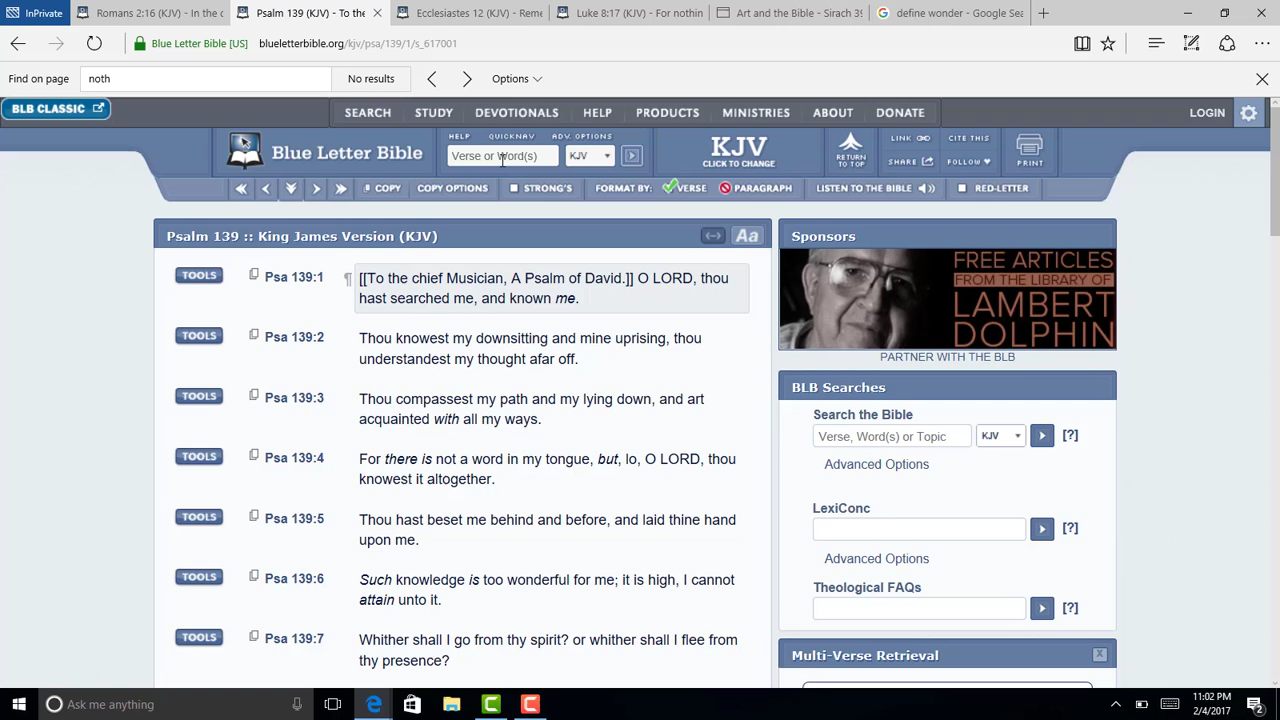 InPrivate
Romans 2:16 (KJV) - In the c
Psalm 139 (KJV) - To the
Ecclesiastes 12 (KJV) - Reme
Luke 8:17 (KJV) - For nothin
Art and the Bible - Sirach 39
define wonder - Google Sea
Blue Letter Bible [US]
blueletterbible.org/kjv/psa/139/1/s_617001
Find on page
noth
No results
Options
BLB CLASSIC
SEARCH STUDY DEVOTIONALS HELP PRODUCTS MINISTRIES ABOUT DONATE
LOGIN
Blue Letter Bible
HELP QUICKNAV ADV. OPTIONS
Verse or Word(s)
KJV
KJV
CLICK TO CHANGE
RETURN
TO TOP
LINK
CITE THIS
SHARE
FOLLOW
PRINT
COPY
COPY OPTIONS
STRONG'S
FORMAT BY: VERSE PARAGRAPH
LISTEN TO THE BIBLE
RED-LETTER
Psalm 139 :: King James Version (KJV)
Aa
TOOLS Psa 139:1 ¶ [[To the chief Musician, A Psalm of David.]] O LORD, thou
hast searched me, and known me.
TOOLS Psa 139:2 Thou knowest my downsitting and mine uprising, thou
understandest my thought afar off.
TOOLS Psa 139:3 Thou compassest my path and my lying down, and art
acquainted with all my ways.
TOOLS Psa 139:4 For there is not a word in my tongue, but, lo, O LORD, thou
knowest it altogether.
TOOLS Psa 139:5 Thou hast beset me behind and before, and laid thine hand
upon me.
TOOLS Psa 139:6 Such knowledge is too wonderful for me; it is high, I cannot
attain unto it.
TOOLS Psa 139:7 Whither shall I go from thy spirit? or whither shall I flee from
thy presence?
Sponsors
FREE ARTICLES
FROM THE LIBRARY OF
LAMBERT
DOLPHIN
PARTNER WITH THE BLB
BLB Searches
Search the Bible
Verse, Word(s) or Topic
KJV
[?]
Advanced Options
LexiConc
[?]
Advanced Options
Theological FAQs
[?]
Multi-Verse Retrieval
X
Ask me anything
11:02 PM
2/4/2017
2